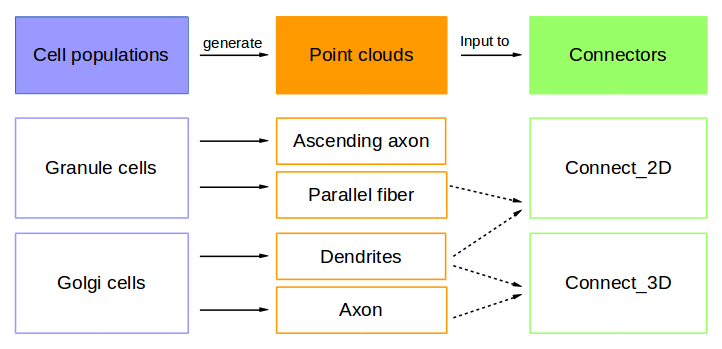 Cell populations
generate
Point clouds
Input to
Connectors
Granule cells
Ascending axon
Parallel fiber
Connect_2D
Golgi cells
Dendrites
Axon
Connect_3D